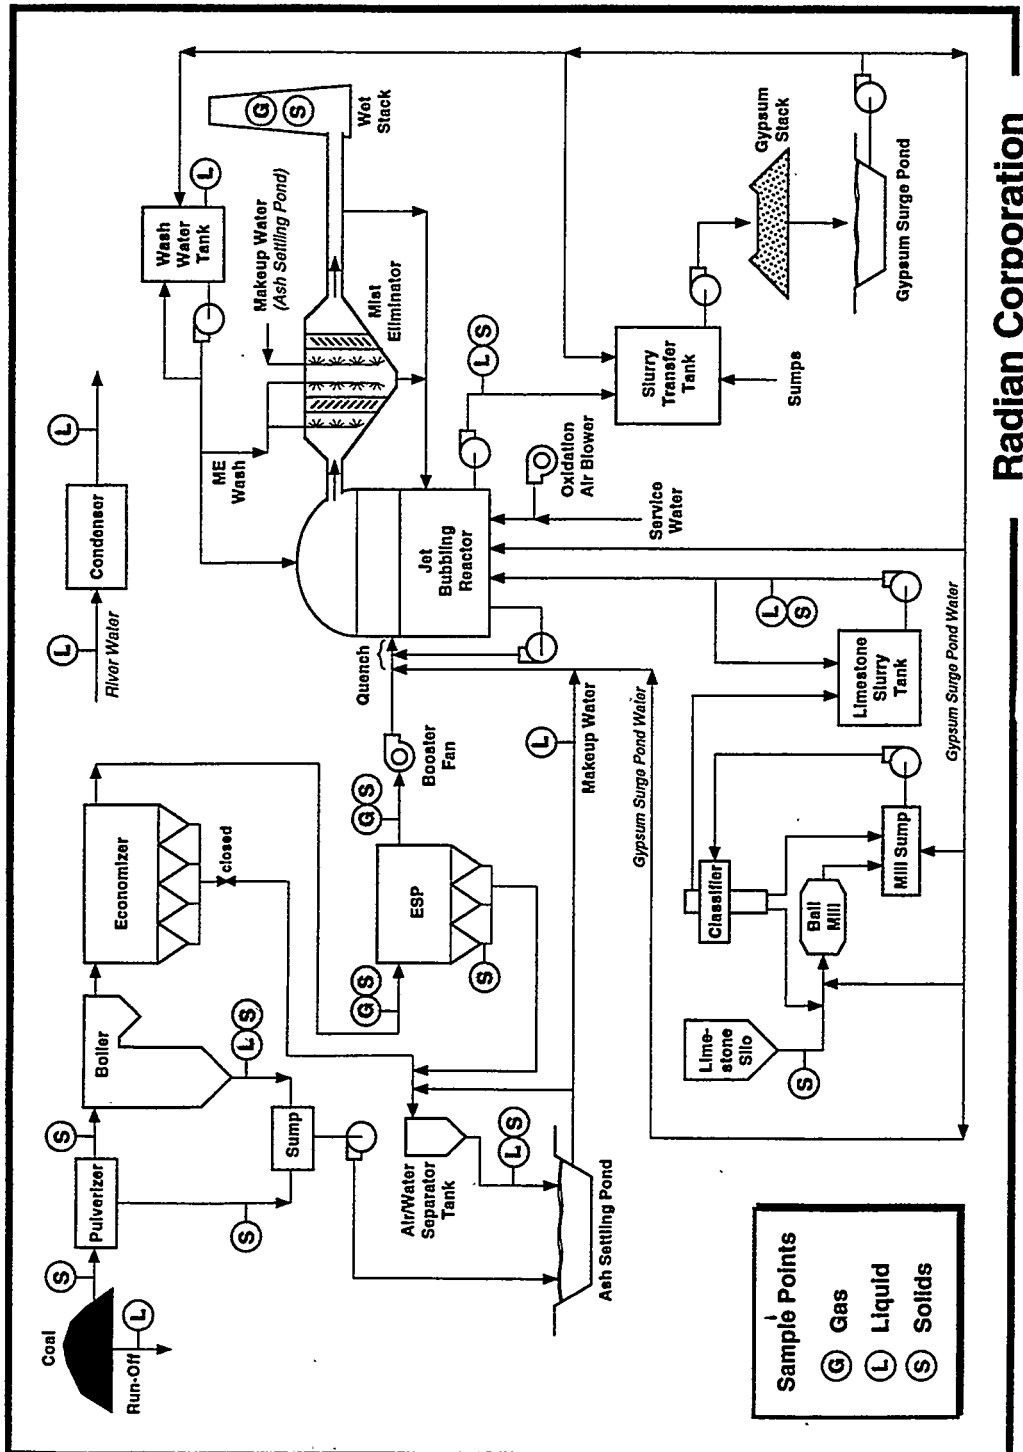 Coal
S
Run-Off
L
Pulverizer
S
S
Boiler
L S
Sump
Economizer
closed
River Water
L
Condenser
L
Air/Water
Separator
Tank
L S
Ash Settling Pond
G S
ESP
S
G S
Booster
Fan
Quench
L
Makeup Water
Gypsum Surge Pond Water
Jet
Bubbling
Reactor
ME
Wash
Wash
Water
Tank
L
Makeup Water
(Ash Settling Pond)
Mist
Eliminator
G
S
Wet
Stack
L S
Oxidation
Air Blower
Service
Water
Slurry
Transfer
Tank
Sumps
Gypsum
Stack
Gypsum Surge Pond
Lime-
stone
Silo
S
Classifier
Ball
Mill
Mill Sump
Limestone
Slurry
Tank
L
S
Gypsum Surge Pond Water
Sample Points
G Gas
L Liquid
S Solids
Radian Corporation